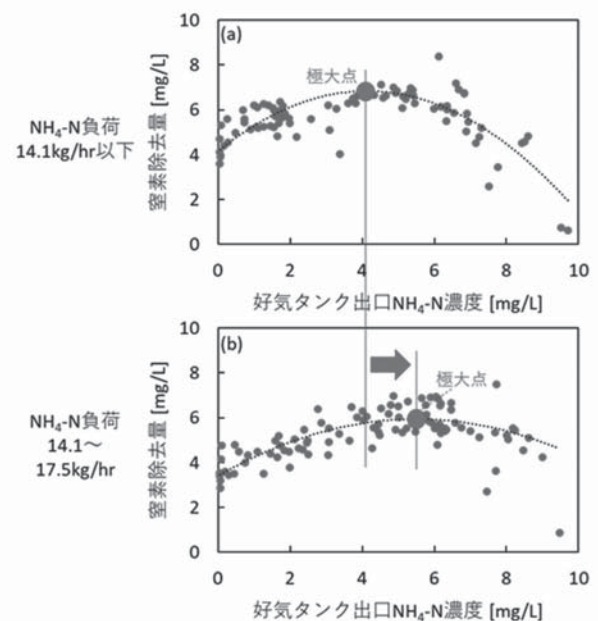 (a)
極大点
NH₄-N負荷
14.1kg/hr以下
窒素除去量 [mg/L]
10
8
6
4
2
0
0 2 4 6 8 10
好気タンク出口NH₄-N濃度 [mg/L]
(b)
極大点
NH₄-N負荷
14.1～
17.5kg/hr
窒素除去量 [mg/L]
10
8
6
4
2
0
0 2 4 6 8 10
好気タンク出口NH₄-N濃度 [mg/L]